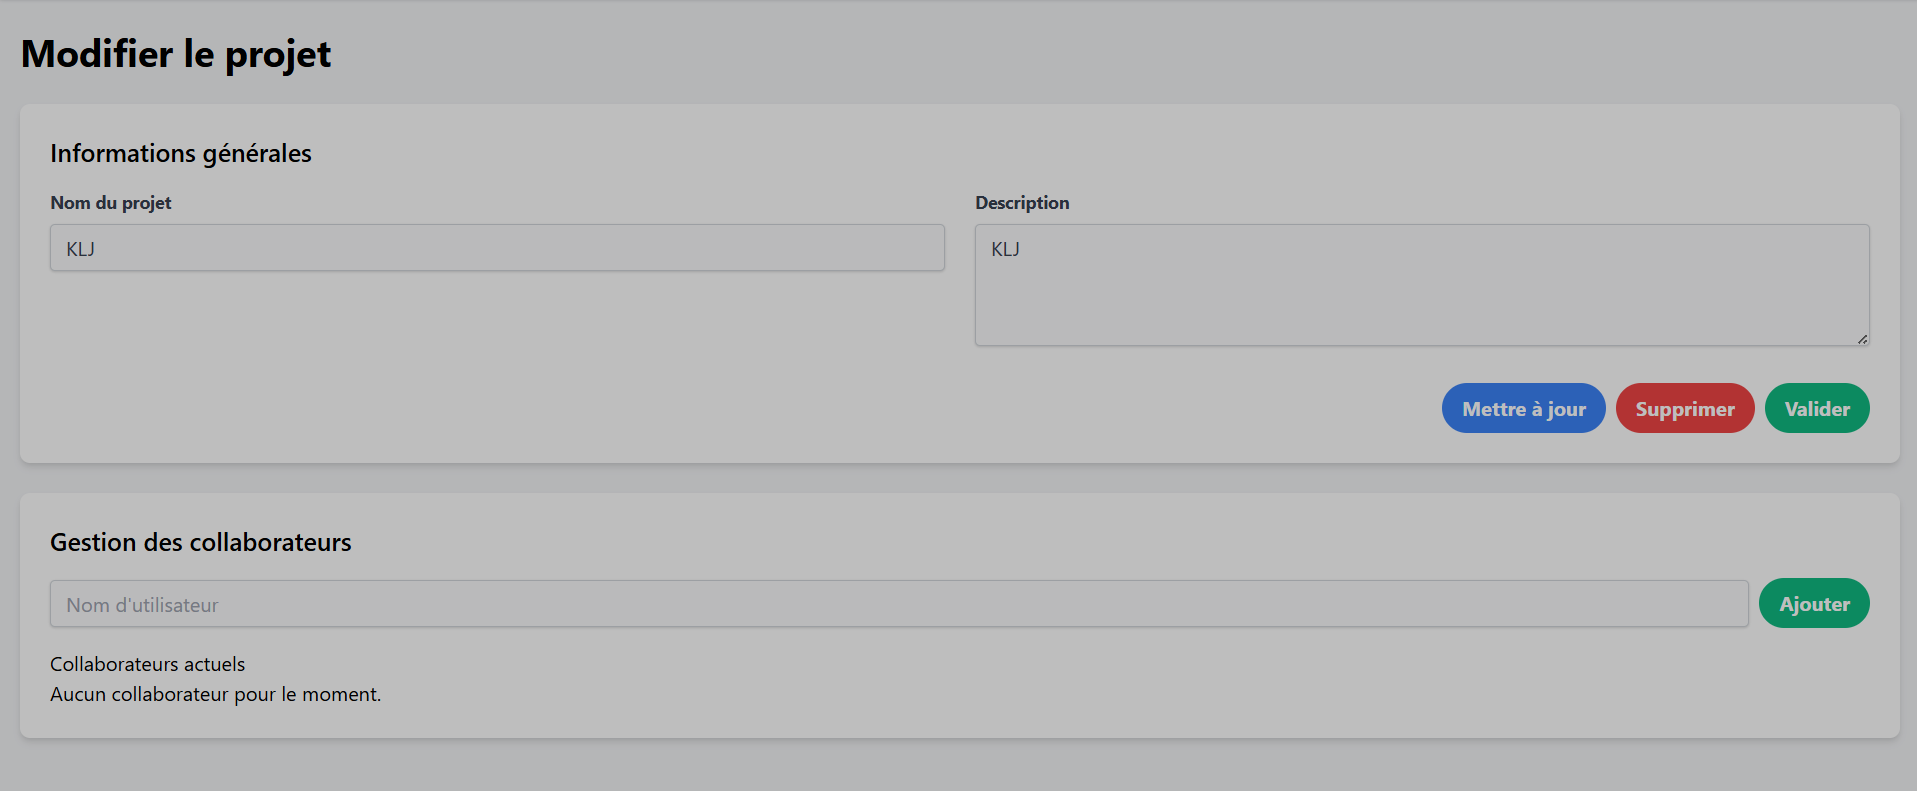 Modifier le projet
Informations générales
Nom du projet
KLJ
Description
KLJ
Mettre à jour
Supprimer
Valider
Gestion des collaborateurs
Nom d'utilisateur
Ajouter
Collaborateurs actuels
Aucun collaborateur pour le moment.